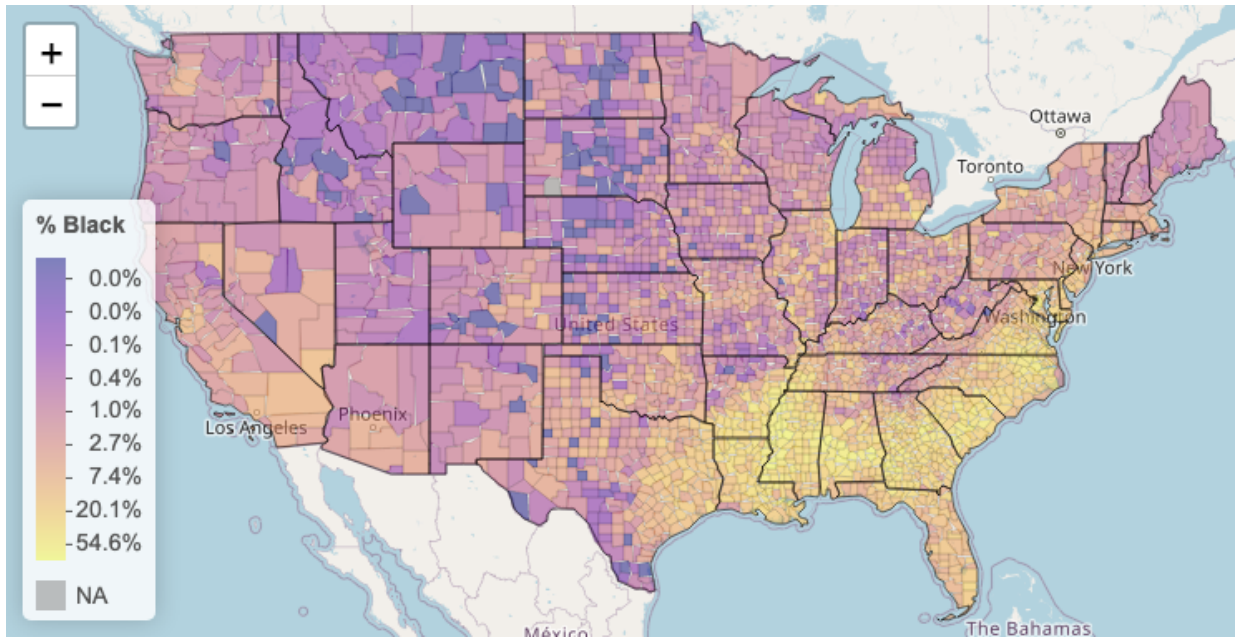 +
−
Ottawa
Toronto
% Black
0.0%
0.0%
0.1%
0.4%
1.0%
2.7%
7.4%
20.1%
54.6%
NA
New York
Washington
United States
Los Angeles
Phoenix
México
The Bahamas